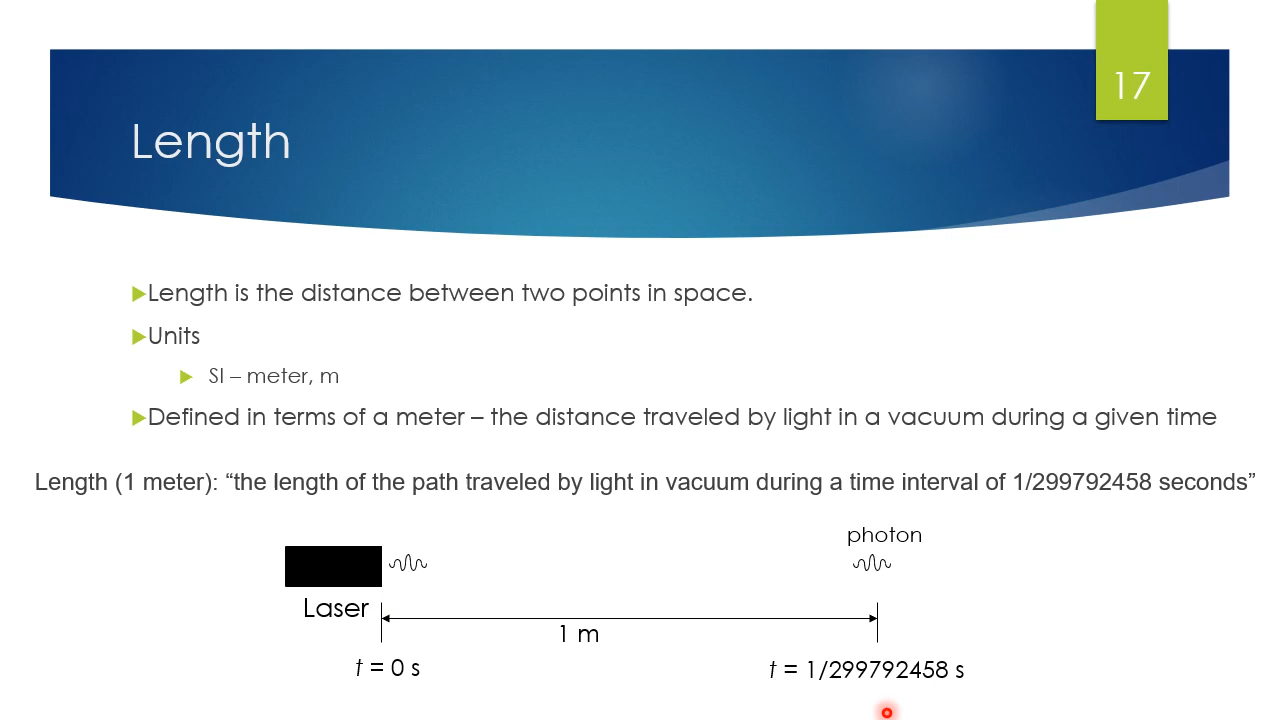 17
Length
Length is the distance between two points in space.
Units
SI – meter, m
Defined in terms of a meter – the distance traveled by light in a vacuum during a given time
Length (1 meter): “the length of the path traveled by light in vacuum during a time interval of 1/299792458 seconds”
photon
Laser
1 m
t = 0 s
t = 1/299792458 s